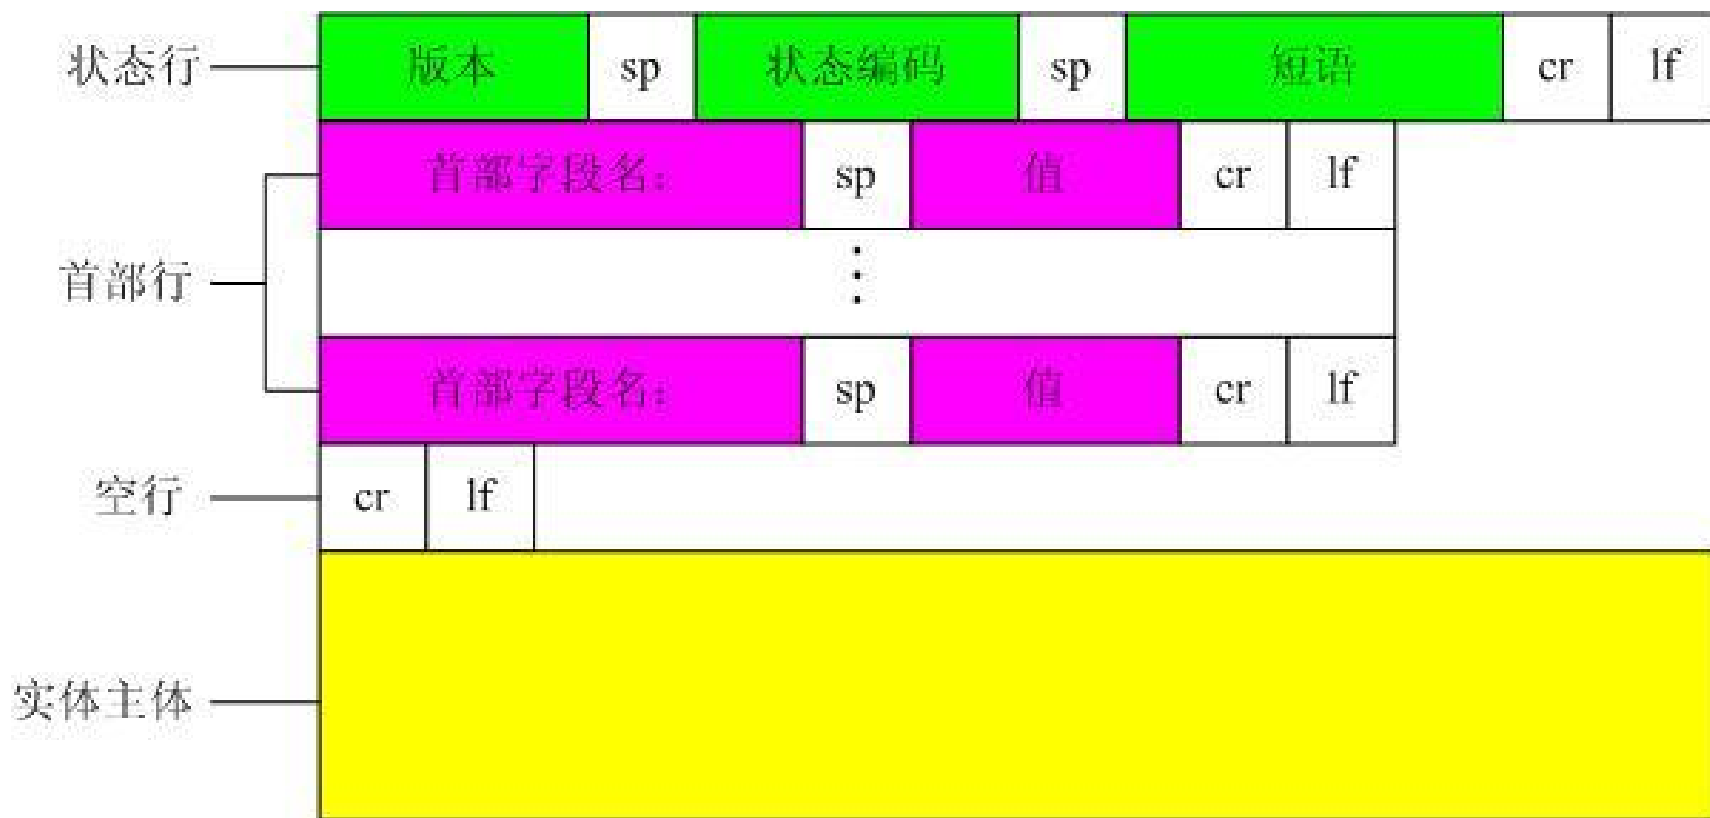 状态行 版本 sp 状态编码 sp 短语 cr lf
首部字段名: sp 值 cr lf
首部行
首部字段名: sp 值 cr lf
空行 cr lf
实体主体